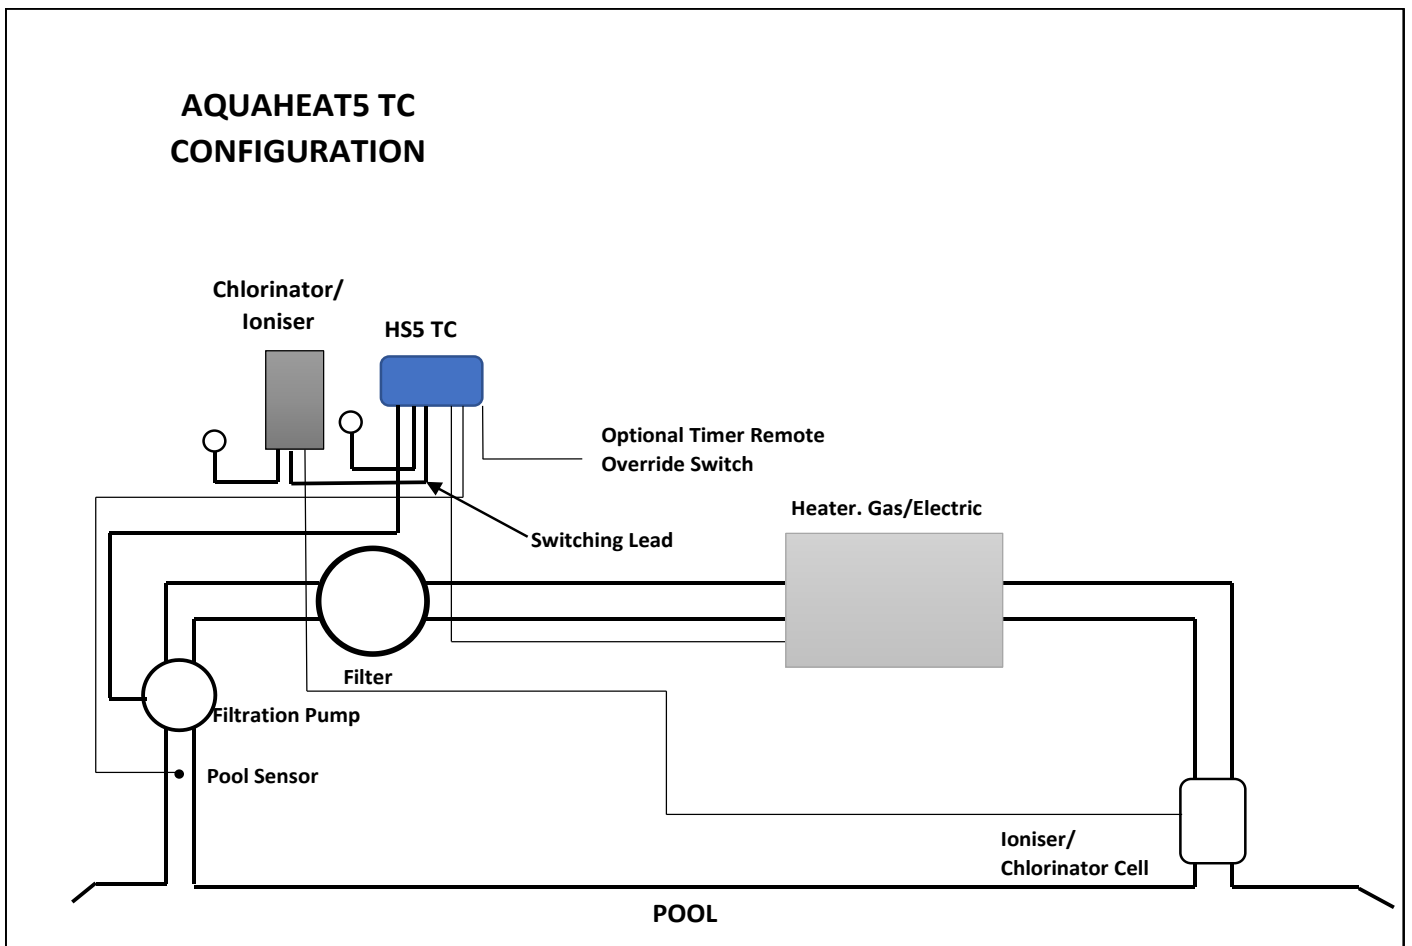 AQUAHEAT5 TC
CONFIGURATION
Chlorinator/
Ioniser
HS5 TC
Optional Timer Remote
Override Switch
Heater. Gas/Electric
Switching Lead
Filter
Filtration Pump
Pool Sensor
Ioniser/
Chlorinator Cell
POOL